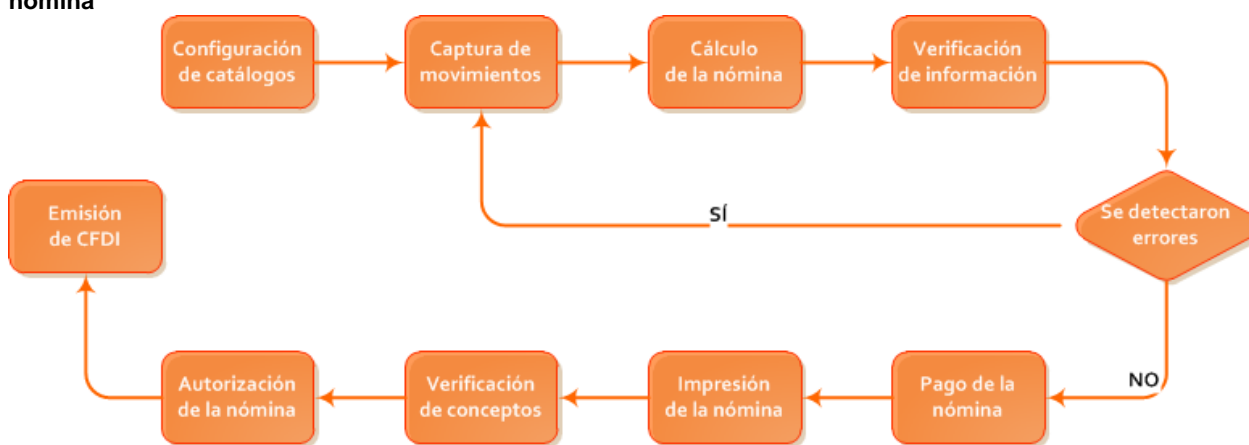 nómina
Configuración
de catálogos
Captura de
movimientos
Cálculo
de la nómina
Verificación
de información
Se detectaron
errores
SÍ
NO
Pago de la
nómina
Impresión
de la nómina
Verificación
de conceptos
Autorización
de la nómina
Emisión
de CFDI